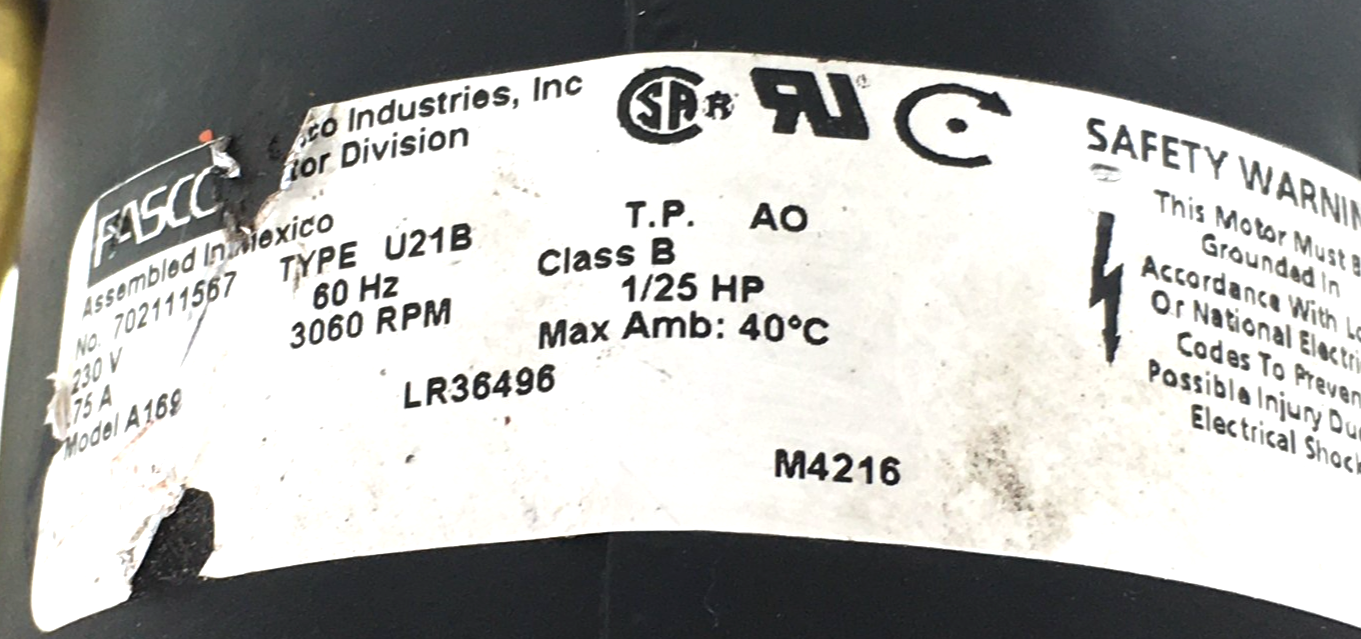 FASCO
co Industries, Inc
tor Division
Assembled In Mexico
No. 702111567
230 V
.75 A
Model A169
TYPE U21B
60 Hz
3060 RPM
LR36496
T.P. AO
Class B
1/25 HP
Max Amb: 40°C
M4216
SAFETY WARNIN
This Motor Must B
Grounded In
Accordance With Lo
Or National Electri
Codes To Preven
Possible Injury Du
Electrical Shock